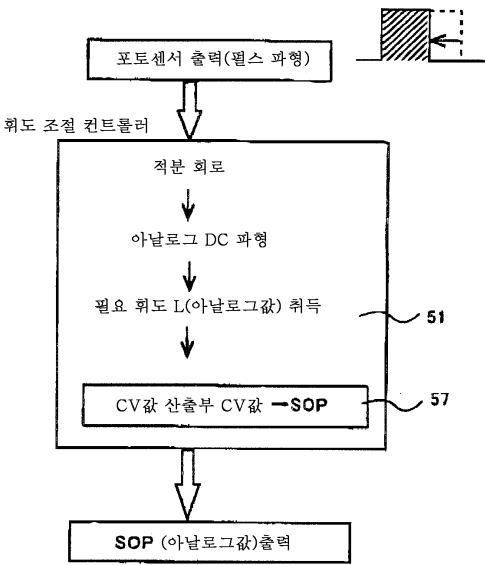 포토센서 출력(펄스 파형)
휘도 조절 컨트롤러
적분 회로
아날로그 DC 파형
필요 휘도 L(아날로그값) 취득
51
CV값 산출부 CV값 →SOP
57
SOP (아날로그값)출력